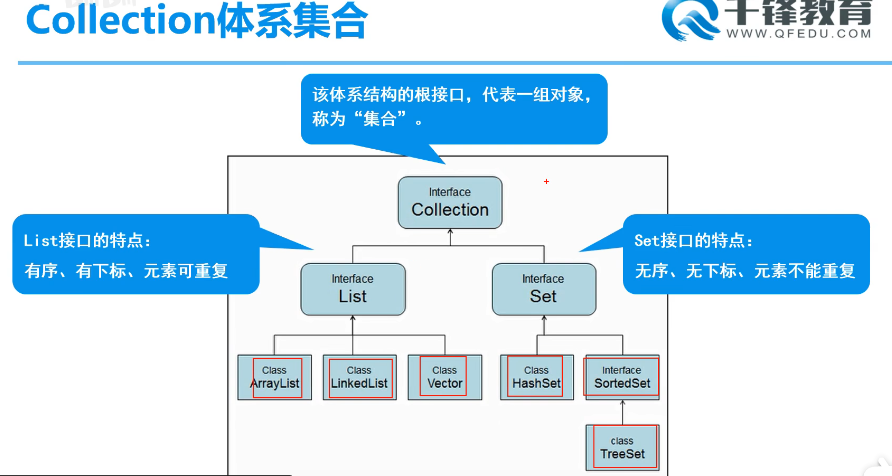 Collection体系集合
千锋教育
WWW.QFEDU.COM
该体系结构的根接口，代表一组对象，
称为“集合”。
Interface
Collection
List接口的特点：
有序、有下标、元素可重复
Set接口的特点：
无序、无下标、元素不能重复
Interface
List
Interface
Set
Class
ArrayList
Class
LinkedList
Class
Vector
Class
HashSet
Interface
SortedSet
class
TreeSet